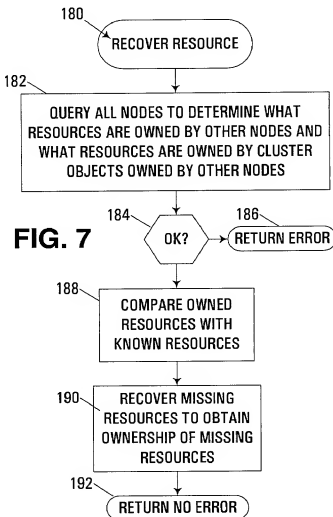 180
RECOVER RESOURCE
182
QUERY ALL NODES TO DETERMINE WHAT
RESOURCES ARE OWNED BY OTHER NODES AND
WHAT RESOURCES ARE OWNED BY CLUSTER
OBJECTS OWNED BY OTHER NODES
184
186
FIG. 7
OK?
RETURN ERROR
188
COMPARE OWNED
RESOURCES WITH
KNOWN RESOURCES
190
RECOVER MISSING
RESOURCES TO OBTAIN
OWNERSHIP OF MISSING
RESOURCES
192
RETURN NO ERROR